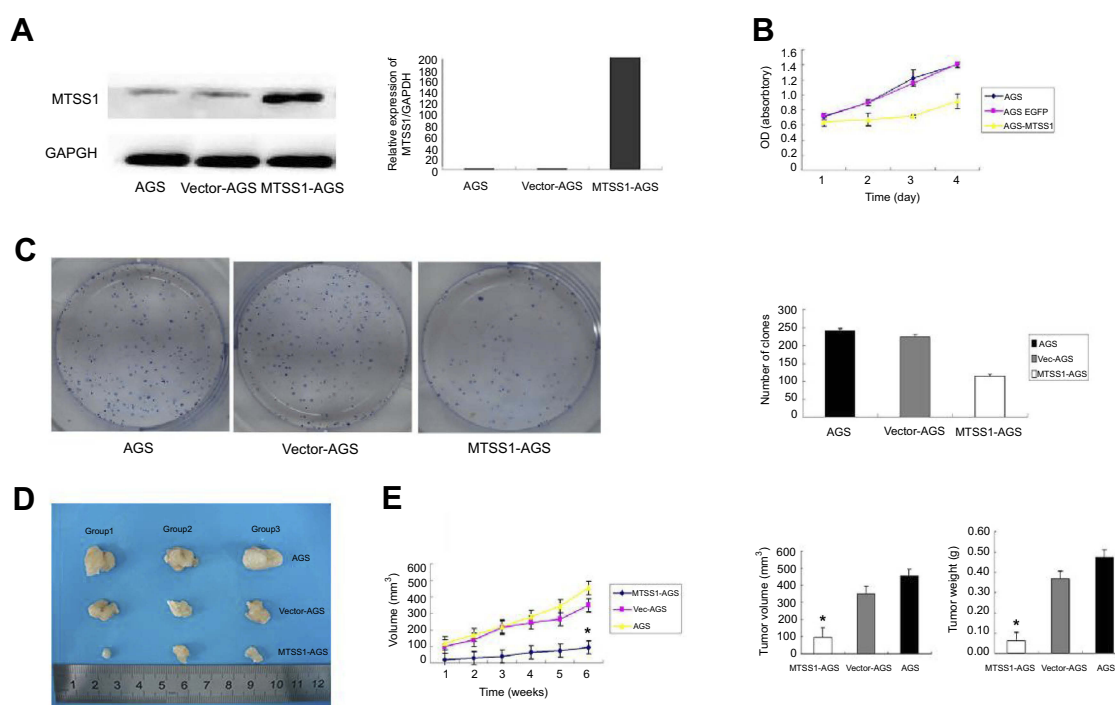 A
MTSS1
GAPGH
AGS Vector-AGS MTSS1-AGS
Relative expression of
MTSS1/GAPDH
200
180
160
140
120
100
80
60
40
20
0
AGS Vector-AGS MTSS1-AGS
B
OD (absorbtory)
1.6
1.4
1.2
1.0
0.8
0.6
0.4
0.2
0
1 2 3 4
Time (day)
AGS
AGS EGFP
AGS-MTSS1
C
AGS Vector-AGS MTSS1-AGS
Number of clones
300
250
200
150
100
50
0
AGS Vector-AGS MTSS1-AGS
AGS
Vec-AGS
MTSS1-AGS
D
Group1 Group2 Group3
AGS
Vector-AGS
MTSS1-AGS
1 2 3 4 5 6 7 8 9 10 11 12
E
Volume (mm3)
600
500
400
300
200
100
0
1 2 3 4 5 6
Time (weeks)
*
MTSS1-AGS
Vec-AGS
AGS
Tumor volume (mm3)
600
500
400
300
200
100
0
*
MTSS1-AGS Vector-AGS AGS
Tumor weight (g)
0.60
0.50
0.40
0.30
0.20
0.10
0.00
*
MTSS1-AGS Vector-AGS AGS